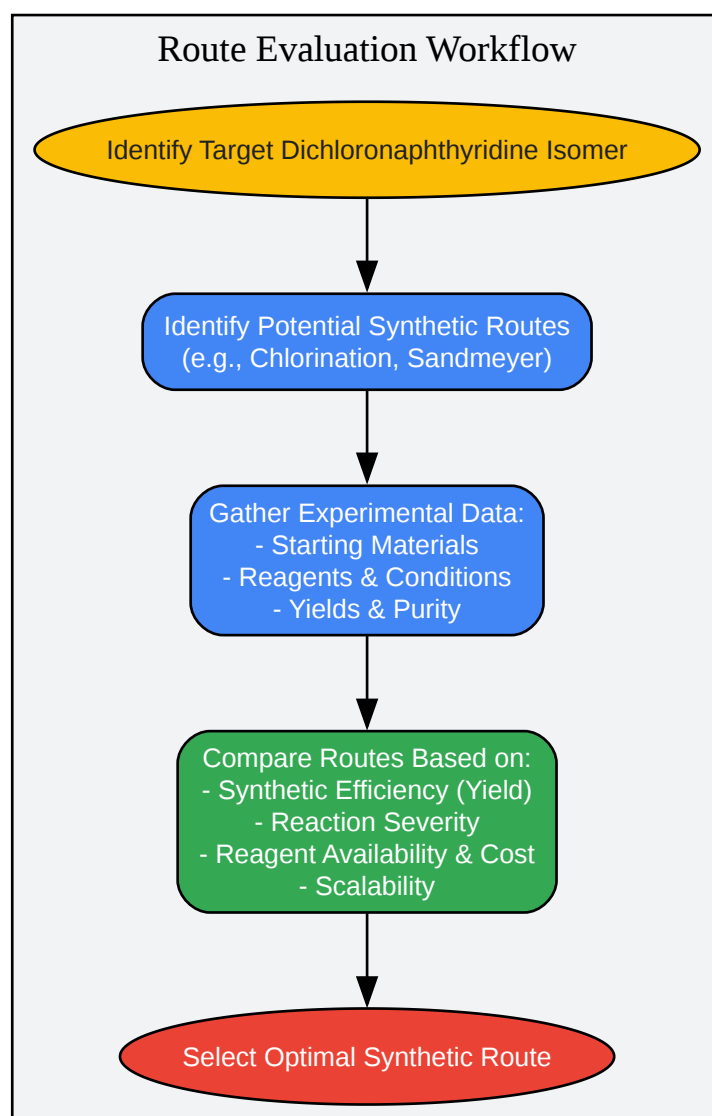 Route Evaluation Workflow
Identify Target Dichloronaphthyridine Isomer
Identify Potential Synthetic Routes
(e.g., Chlorination, Sandmeyer)
Gather Experimental Data:
- Starting Materials
- Reagents & Conditions
- Yields & Purity
Compare Routes Based on:
- Synthetic Efficiency (Yield)
- Reaction Severity
- Reagent Availability & Cost
- Scalability
Select Optimal Synthetic Route